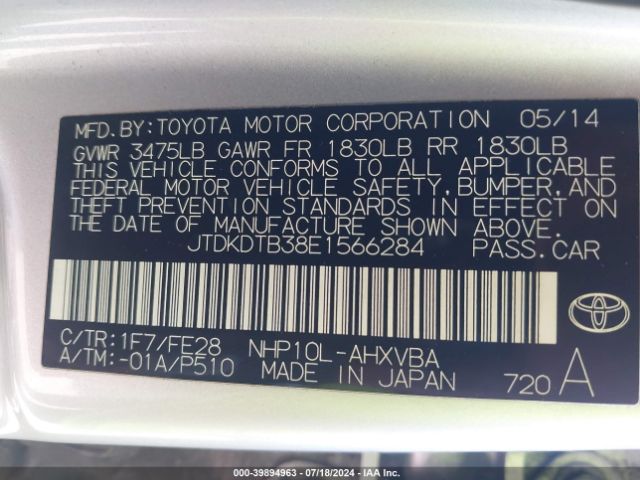 MFD.BY:TOYOTA MOTOR CORPORATION 05/14
GVWR 3475LB GAWR FR 1830LB RR 1830LB
THIS VEHICLE CONFORMS TO ALL APPLICABLE
FEDERAL MOTOR VEHICLE SAFETY,BUMPER,AND
THEFT PREVENTION STANDARDS IN EFFECT ON
THE DATE OF MANUFACTURE SHOWN ABOVE.
JTDKDTB38E1566284 PASS.CAR
C/TR:1F7/FE28 NHP10L-AHXVBA
A/TM:-01A/P510 MADE IN JAPAN 720 A
000-39894963 | 07/18/2024 - IAAI.COM